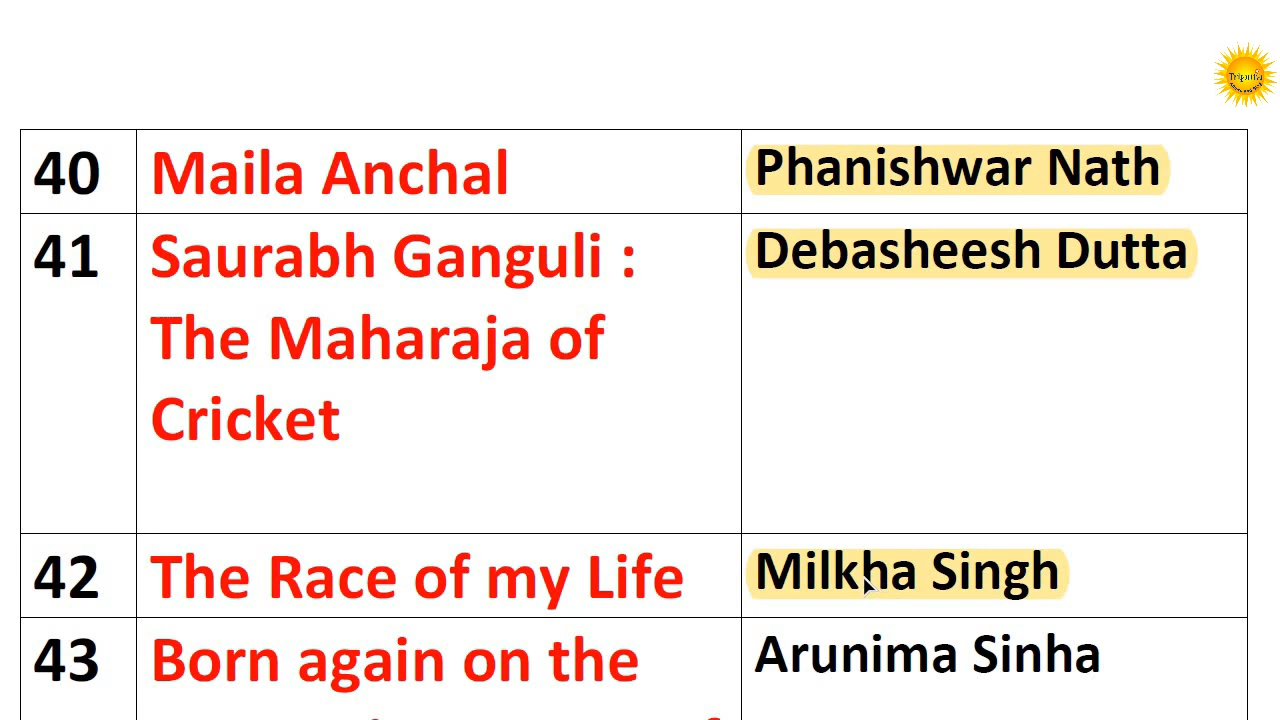 Tripura
40 Maila Anchal Phanishwar Nath
41 Saurabh Ganguli : Debasheesh Dutta
The Maharaja of
Cricket
42 The Race of my Life Milkha Singh
43 Born again on the Arunima Sinha